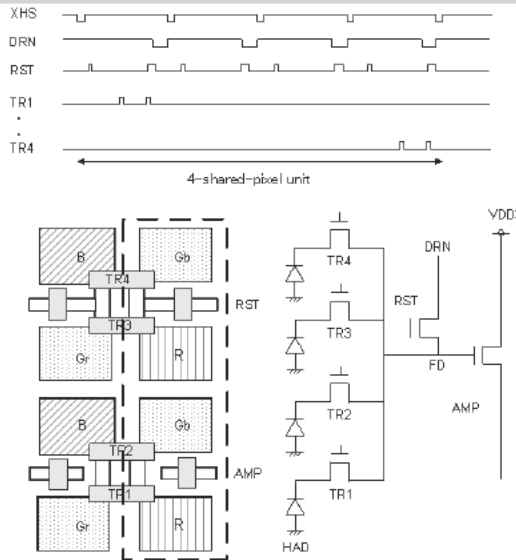 XHS
DRN
RST
TR1
.
.
TR4
4-shared-pixel unit
B
Gb
TR4
RST
TR3
Gr
R
B
Gb
TR2
AMP
TR1
Gr
R
VDD
DRN
TR4
RST
TR3
FD
TR2
AMP
TR1
HAD